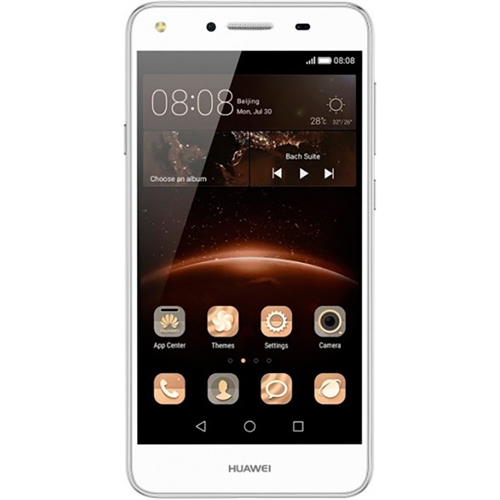 08:08
08:08
Beijing
Mon, Jul 30
28°c 32°/26°
Choose an album
Bach Suite
App Center
Themes
Settings
Camera
HUAWEI